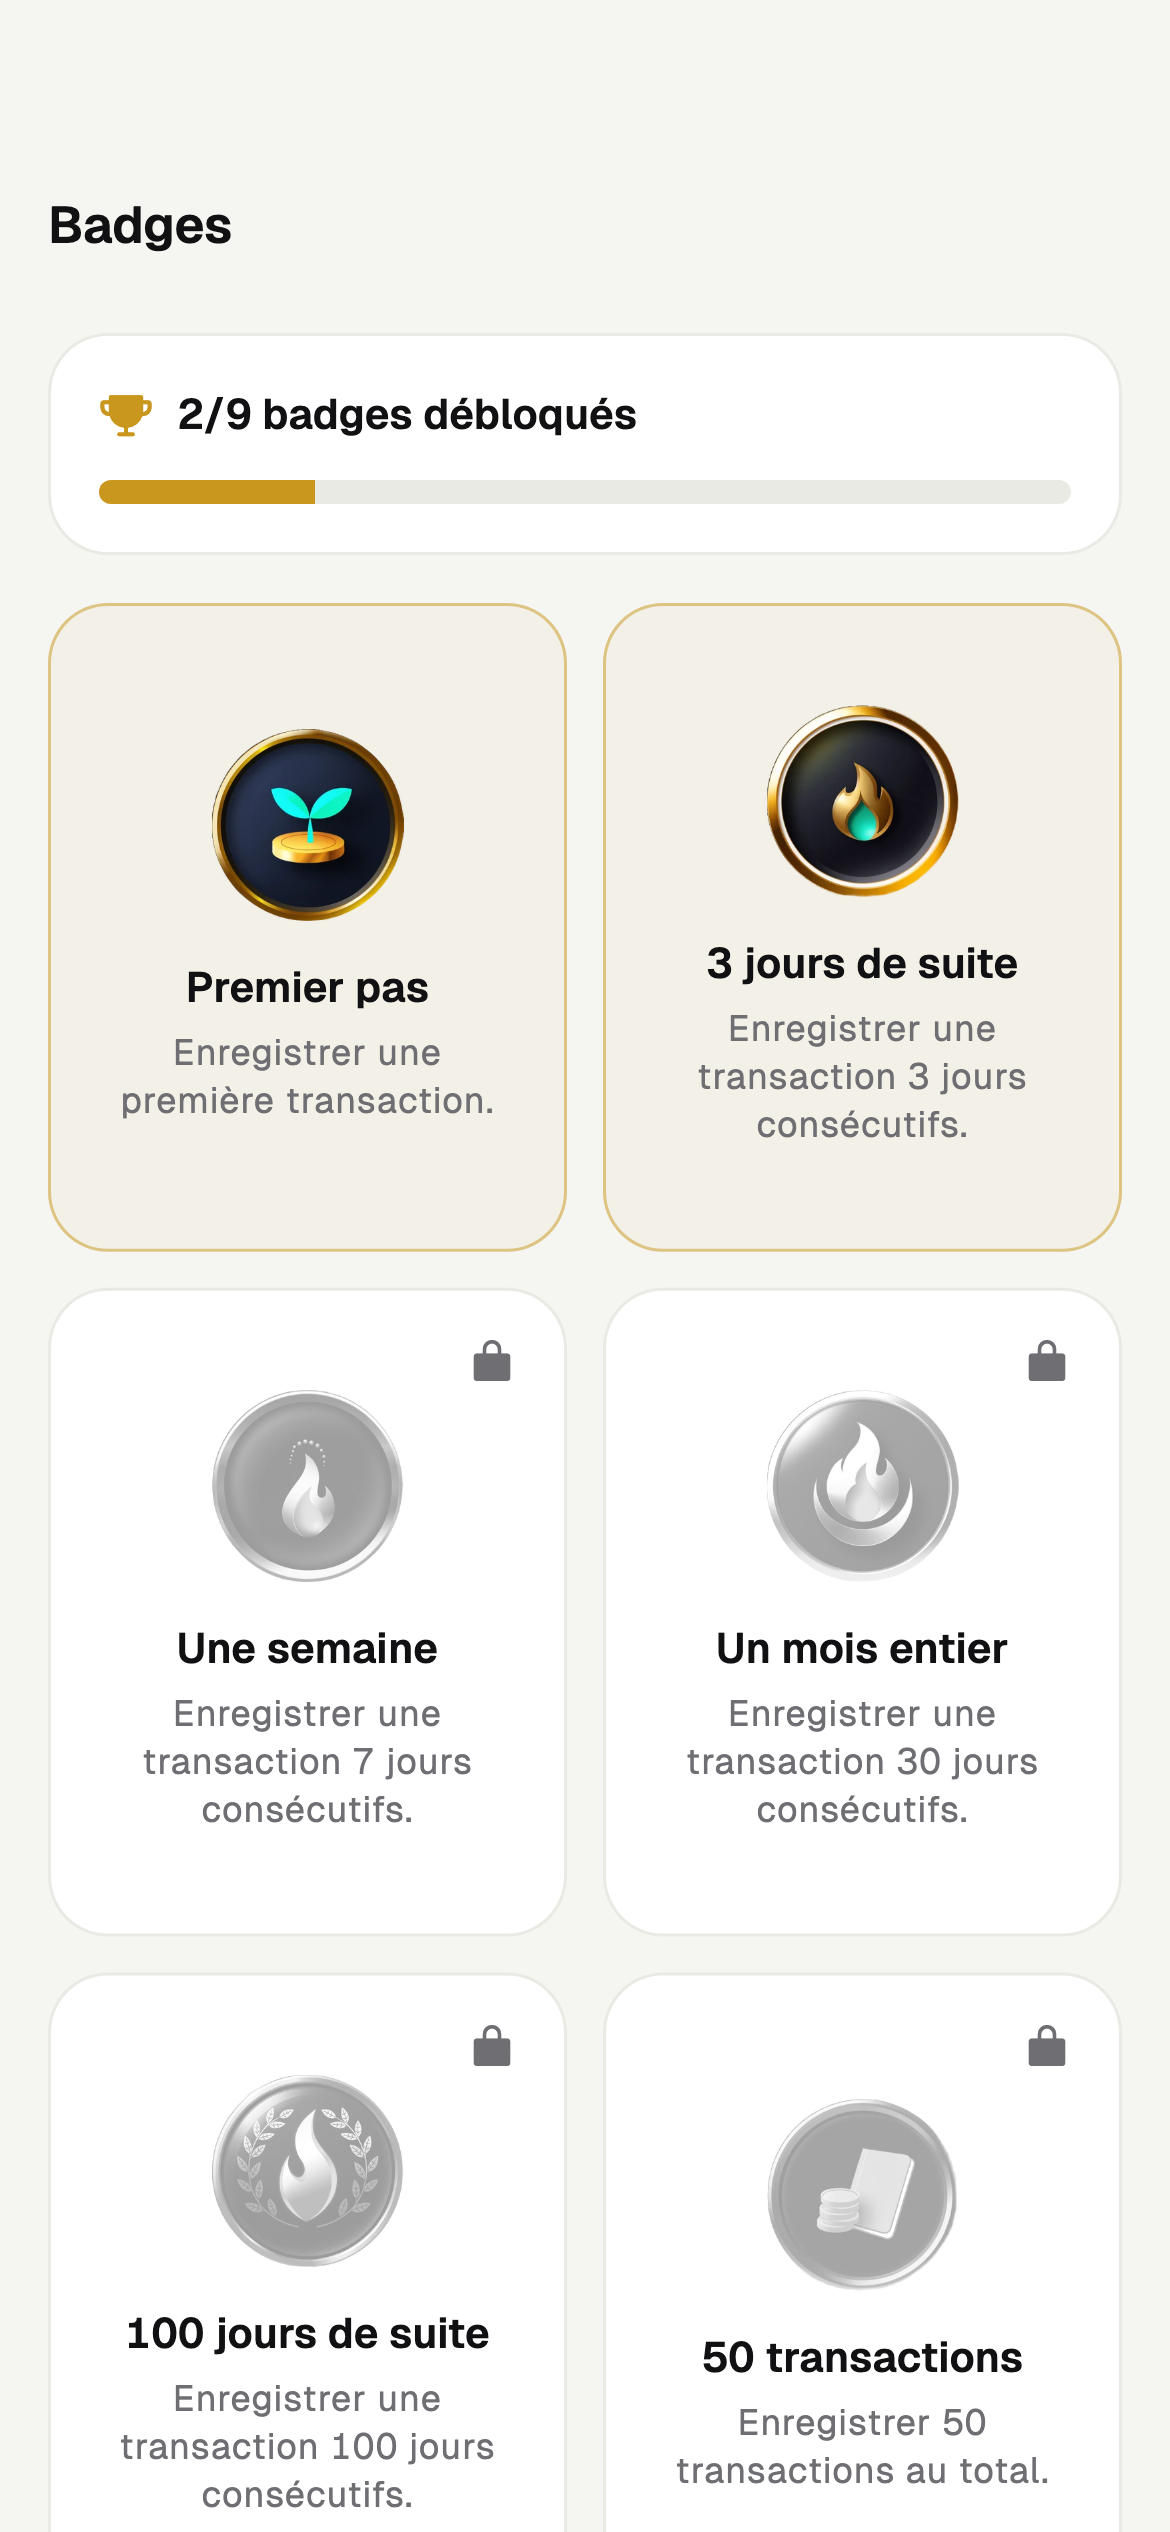 Badges
2/9 badges débloqués
Premier pas
Enregistrer une
première transaction.
3 jours de suite
Enregistrer une
transaction 3 jours
consécutifs.
Une semaine
Enregistrer une
transaction 7 jours
consécutifs.
Un mois entier
Enregistrer une
transaction 30 jours
consécutifs.
100 jours de suite
Enregistrer une
transaction 100 jours
consécutifs.
50 transactions
Enregistrer 50
transactions au total.